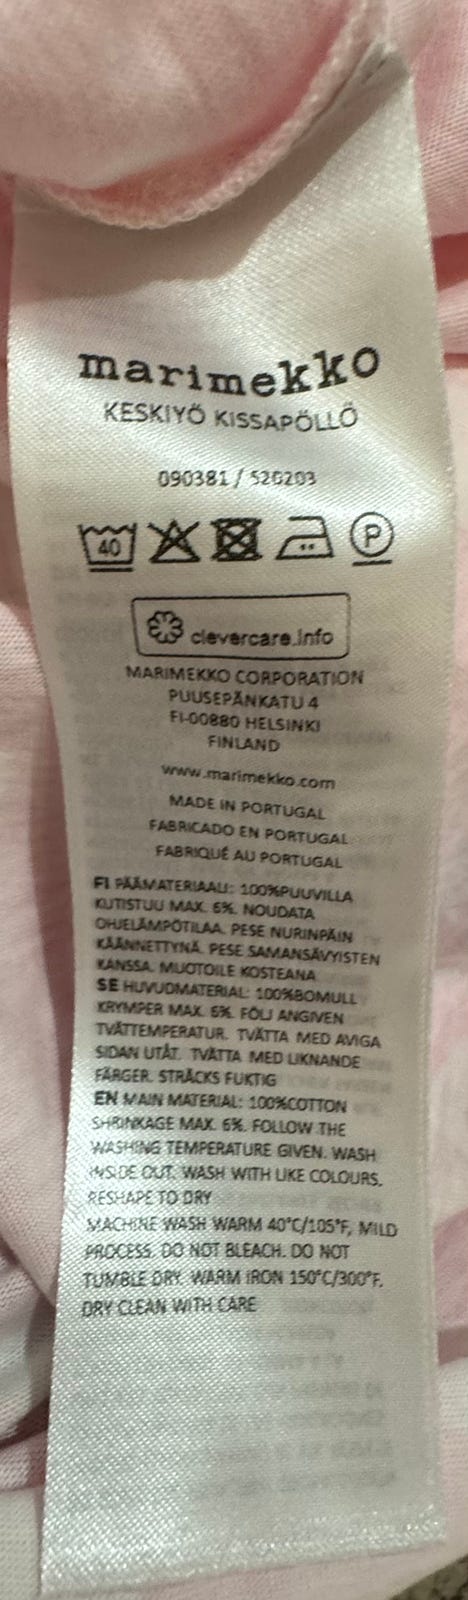 marimekko
KESKIYÖ KISSAPÖLLÖ
090381 / 520203
40 P
clevercare.info
MARIMEKKO CORPORATION
PUUSEPÄNKATU 4
FI-00880 HELSINKI
FINLAND
www.marimekko.com
MADE IN PORTUGAL
FABRICADO EN PORTUGAL
FABRIQUÉ AU PORTUGAL
FI PÄÄMATERIAALI: 100%PUUVILLA
KUTISTUU MAX. 6%. NOUDATA
OHJELÄMPÖTILAA. PESE NURINPÄIN
KÄÄNNETTYNÄ. PESE SAMANSÄVYISTEN
KANSSA. MUOTOILE KOSTEANA
SE HUVUDMATERIAL: 100%BOMULL
KRYMPER MAX. 6%. FÖLJ ANGIVEN
TVÄTTEMPERATUR. TVÄTTA MED AVIGA
SIDAN UTÅT. TVÄTTA MED LIKNANDE
FÄRGER. STRÄCKS FUKTIG
EN MAIN MATERIAL: 100%COTTON
SHRINKAGE MAX. 6%. FOLLOW THE
WASHING TEMPERATURE GIVEN. WASH
INSIDE OUT. WASH WITH LIKE COLOURS.
RESHAPE TO DRY
MACHINE WASH WARM 40°C/105°F, MILD
PROCESS. DO NOT BLEACH. DO NOT
TUMBLE DRY. WARM IRON 150°C/300°F.
DRY CLEAN WITH CARE